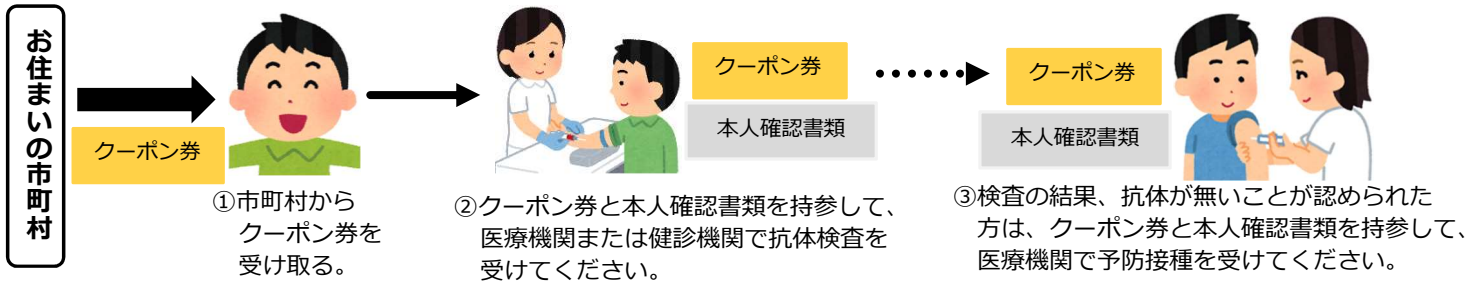 お住まいの市町村
クーポン券
①市町村から
クーポン券を
受け取る。
クーポン券
本人確認書類
②クーポン券と本人確認書類を持参して、
医療機関または健診機関で抗体検査を
受けてください。
クーポン券
本人確認書類
③検査の結果、抗体が無いことが認められた
方は、クーポン券と本人確認書類を持参して、
医療機関で予防接種を受けてください。